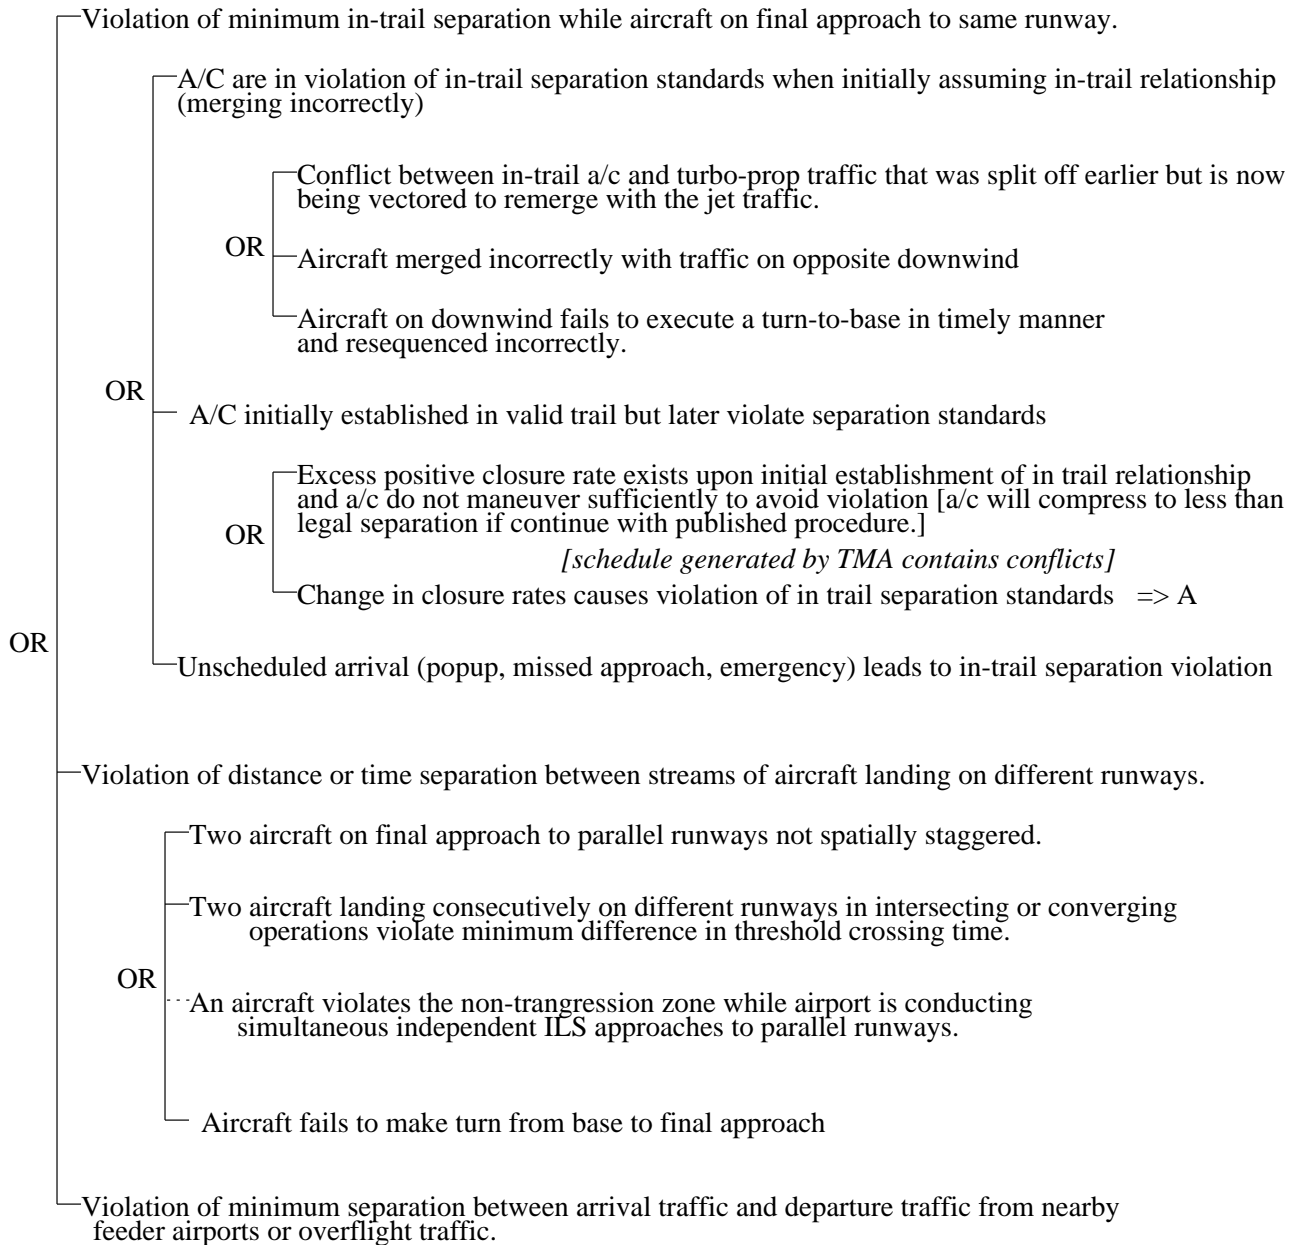 Violation of minimum in-trail separation while aircraft on final approach to same runway.
A/C are in violation of in-trail separation standards when initially assuming in-trail relationship
(merging incorrectly)
Conflict between in-trail a/c and turbo-prop traffic that was split off earlier but is now
being vectored to remerge with the jet traffic.
OR
Aircraft merged incorrectly with traffic on opposite downwind
Aircraft on downwind fails to execute a turn-to-base in timely manner
and resequenced incorrectly.
OR
A/C initially established in valid trail but later violate separation standards
Excess positive closure rate exists upon initial establishment of in trail relationship
and a/c do not maneuver sufficiently to avoid violation [a/c will compress to less than
legal separation if continue with published procedure.]
OR
[schedule generated by TMA contains conflicts]
Change in closure rates causes violation of in trail separation standards => A
OR
Unscheduled arrival (popup, missed approach, emergency) leads to in-trail separation violation
Violation of distance or time separation between streams of aircraft landing on different runways.
Two aircraft on final approach to parallel runways not spatially staggered.
Two aircraft landing consecutively on different runways in intersecting or converging
operations violate minimum difference in threshold crossing time.
OR
An aircraft violates the non-trangression zone while airport is conducting
simultaneous independent ILS approaches to parallel runways.
Aircraft fails to make turn from base to final approach
Violation of minimum separation between arrival traffic and departure traffic from nearby
feeder airports or overflight traffic.